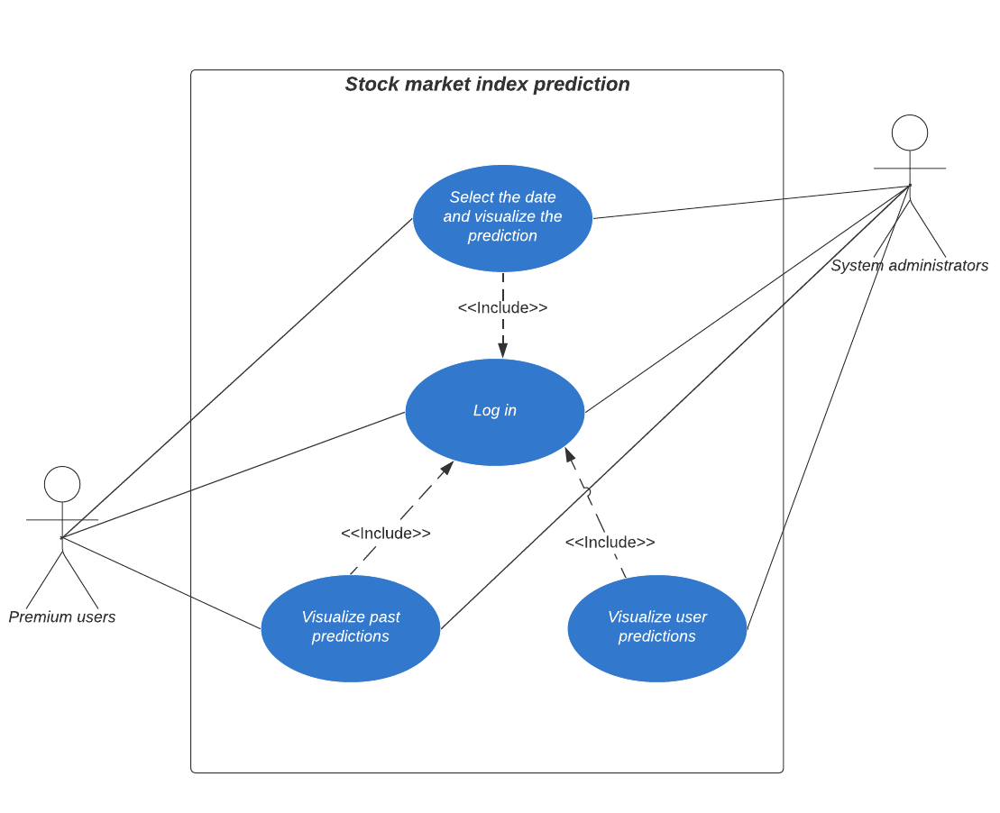 Stock market index prediction
Select the date
and visualize the
prediction
System administrators
<<Include>>
Log in
<<Include>>
<<Include>>
Premium users
Visualize past
predictions
Visualize user
predictions